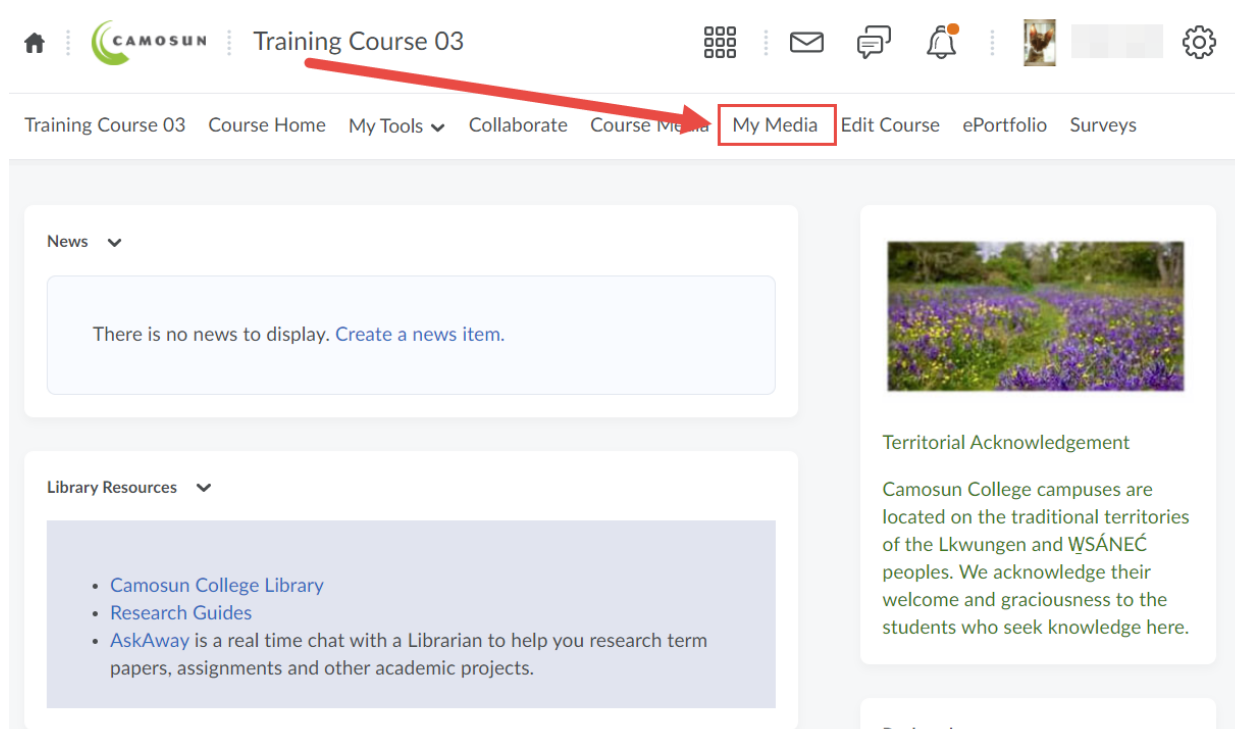 CAMOSUN
Training Course 03
Training Course 03 Course Home My Tools Collaborate Course Media My Media Edit Course ePortfolio Surveys
News
There is no news to display. Create a news item.
Library Resources
• Camosun College Library
• Research Guides
• AskAway is a real time chat with a Librarian to help you research term
papers, assignments and other academic projects.
Territorial Acknowledgement
Camosun College campuses are
located on the traditional territories
of the Lkwungen and W̱SÁNEĆ
peoples. We acknowledge their
welcome and graciousness to the
students who seek knowledge here.